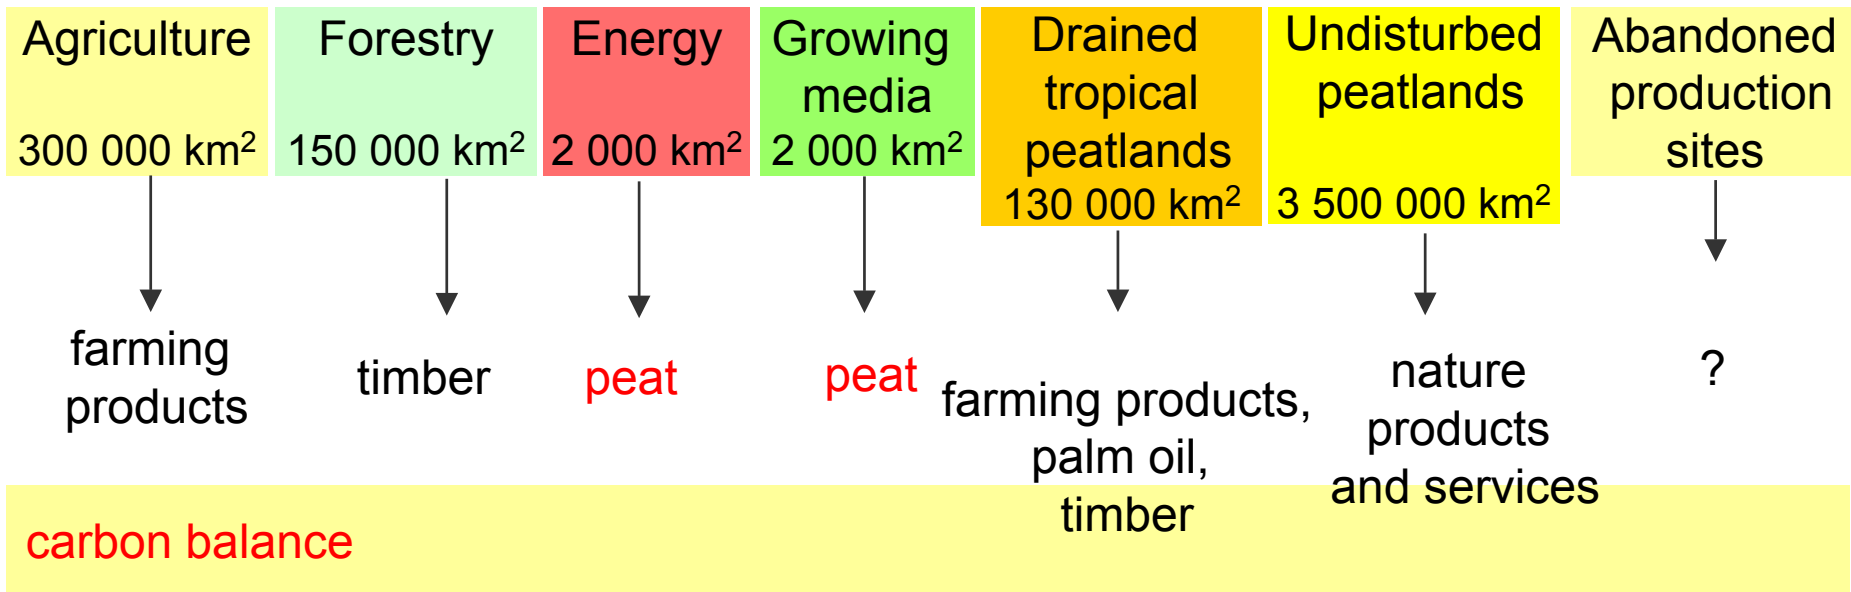 Agriculture
300 000 km²
Forestry
150 000 km²
Energy
2 000 km²
Growing
media
2 000 km²
Drained
tropical
peatlands
130 000 km²
Undisturbed
peatlands
3 500 000 km²
Abandoned
production
sites
farming
products
timber
peat
peat
farming products,
palm oil,
timber
nature
products
and services
?
carbon balance